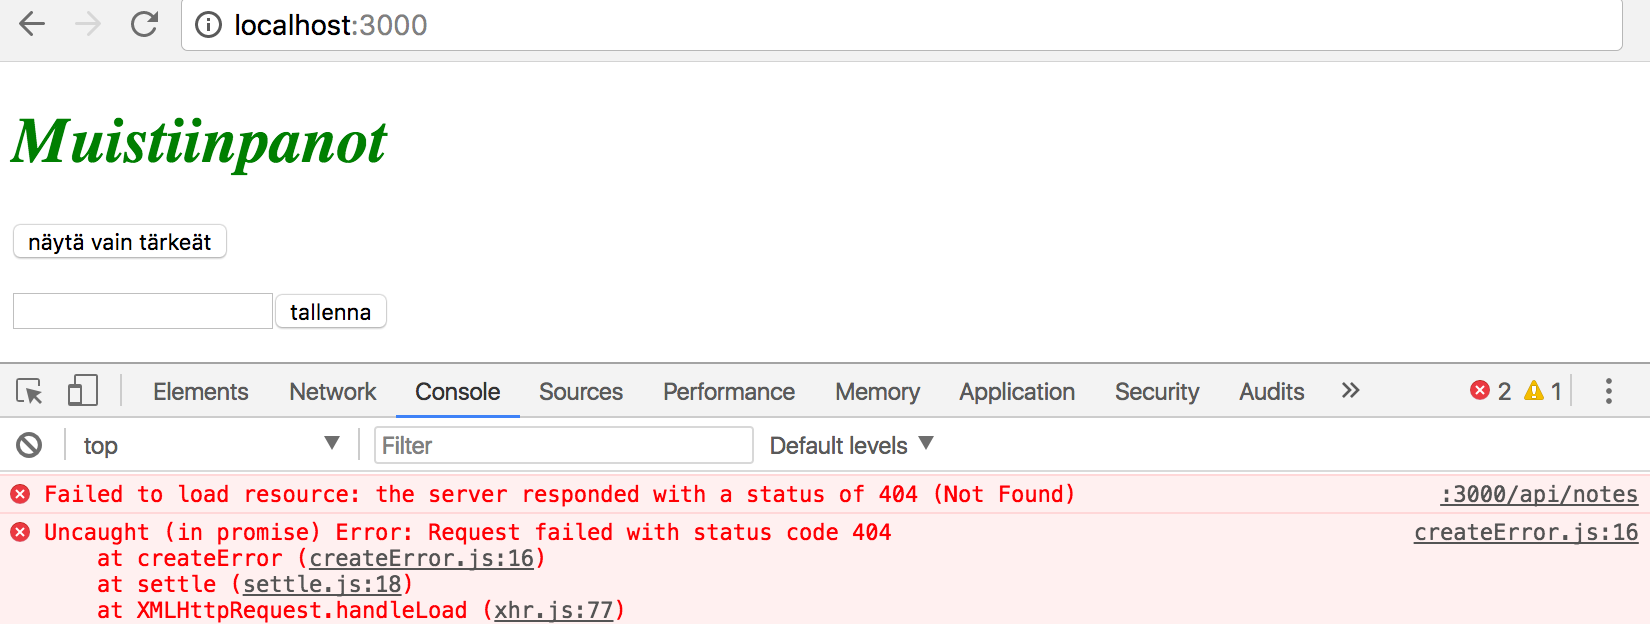 localhost:3000
Muistiinpanot
näytä vain tärkeät
tallenna
Elements Network Console Sources Performance Memory Application Security Audits 2 1
top Filter Default levels
Failed to load resource: the server responded with a status of 404 (Not Found) :3000/api/notes
Uncaught (in promise) Error: Request failed with status code 404 createError.js:16
at createError (createError.js:16)
at settle (settle.js:18)
at XMLHttpRequest.handleLoad (xhr.js:77)